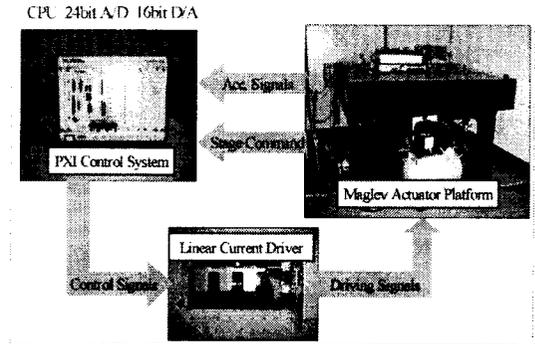 CPU 24bit A/D 16bit D/A
Acc. Signals
Stage Command
PXI Control System
Maglev Actuator Platform
Linear Current Driver
Control Signals
Driving Signals